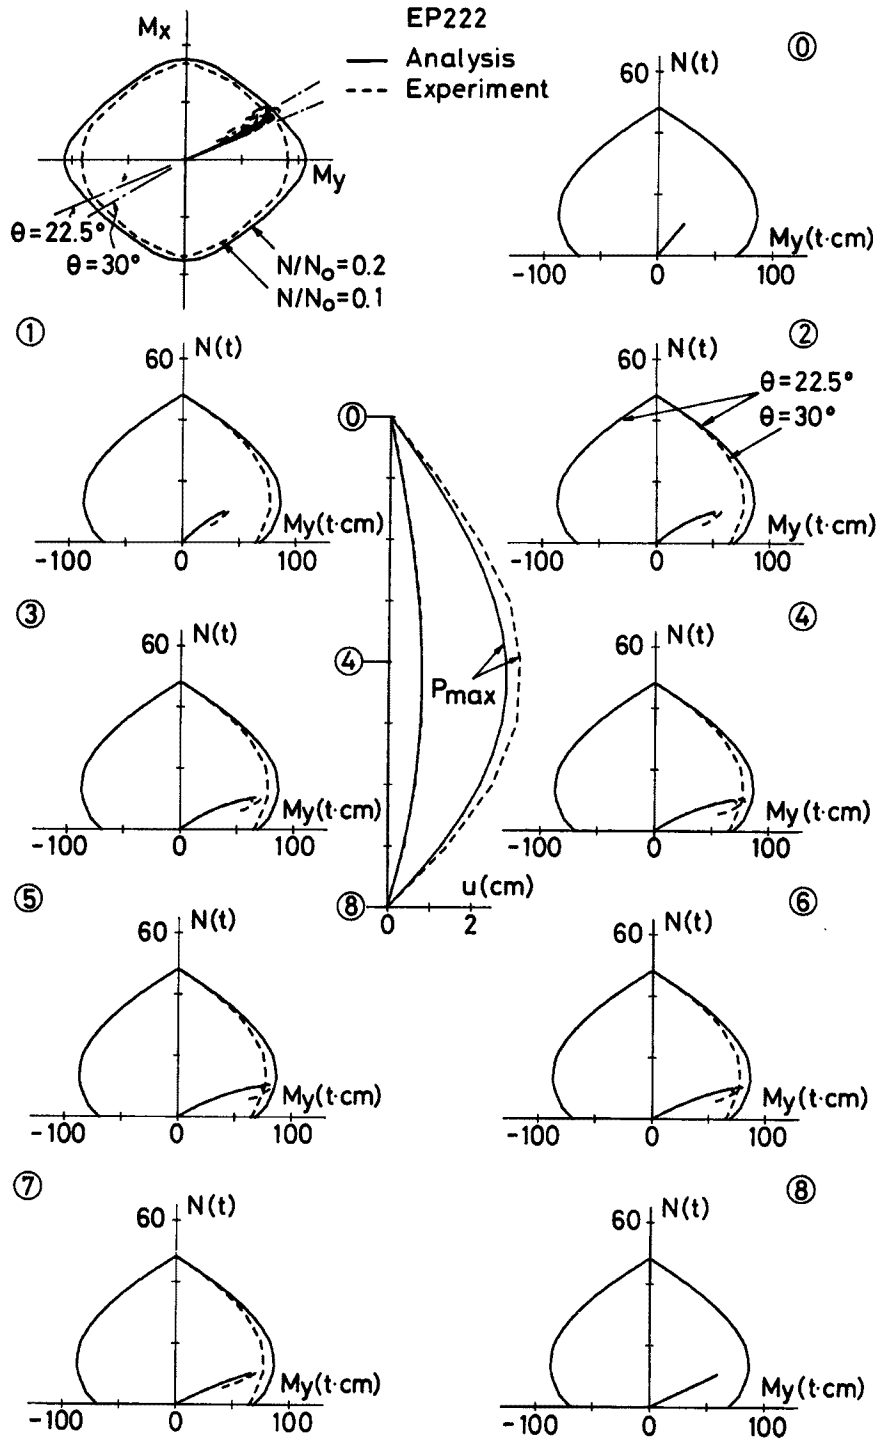 EP222
Analysis
Experiment
Mx
My
θ=22.5°
θ=30°
N/No=0.2
N/No=0.1
⓪
60 N(t)
My(t·cm)
-100 0 100
①
60 N(t)
My(t·cm)
-100 0 100
②
60 N(t)
θ=22.5°
θ=30°
My(t·cm)
-100 0 100
⓪
④
⑧
Pmax
u(cm)
0 2
③
60 N(t)
My(t·cm)
-100 0 100
④
60 N(t)
My(t·cm)
-100 0 100
⑤
60 N(t)
My(t·cm)
-100 0 100
⑥
60 N(t)
My(t·cm)
-100 0 100
⑦
60 N(t)
My(t·cm)
-100 0 100
⑧
60 N(t)
My(t·cm)
-100 0 100